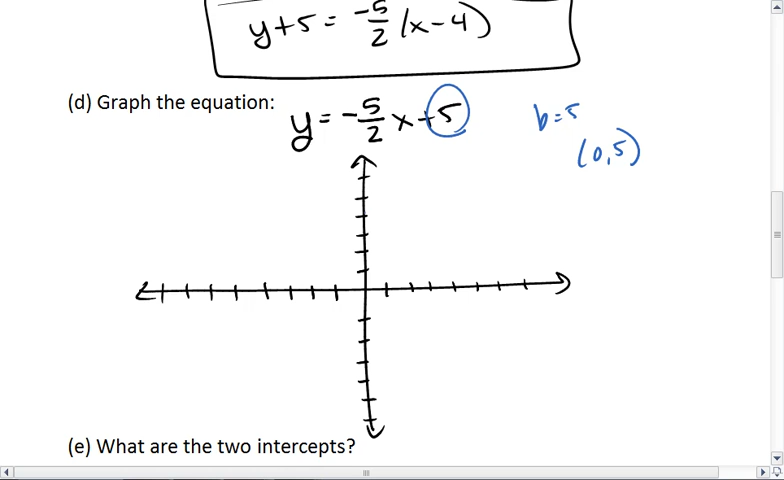 y+5 = -5/2 (x-4)
(d) Graph the equation: y = -5/2 x+5
b=5
(0,5)
(e) What are the two intercepts?